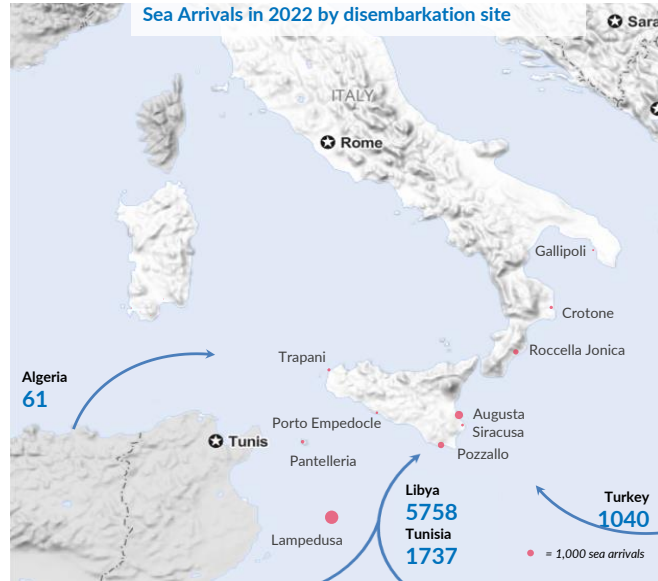 Sea Arrivals in 2022 by disembarkation site
Sara
ITALY
Rome
Gallipoli
Crotone
Roccella Jonica
Trapani
Algeria
61
Porto Empedocle
Augusta
Siracusa
Tunis
Pantelleria
Pozzallo
Libya
5758
Tunisia
1737
Turkey
1040
Lampedusa
= 1,000 sea arrivals